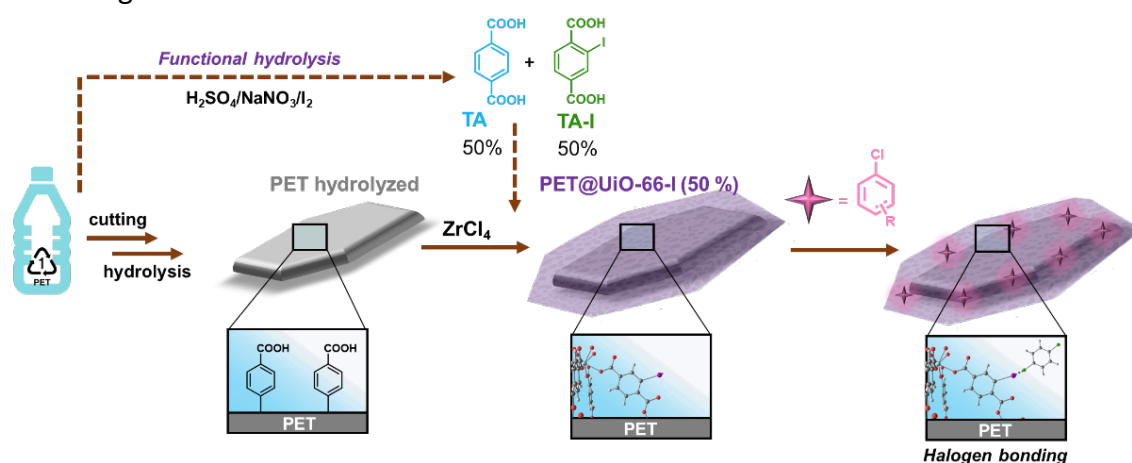 COOH
COOH
I
Functional hydrolysis
+
H₂SO₄/NaNO₃/I₂
COOH
COOH
TA
TA-I
50%
50%
Cl
PET hydrolyzed
PET@UiO-66-I (50 %)
=
R
cutting
ZrCl₄
hydrolysis
1
PET
COOH
COOH
PET
PET
PET
Halogen bonding